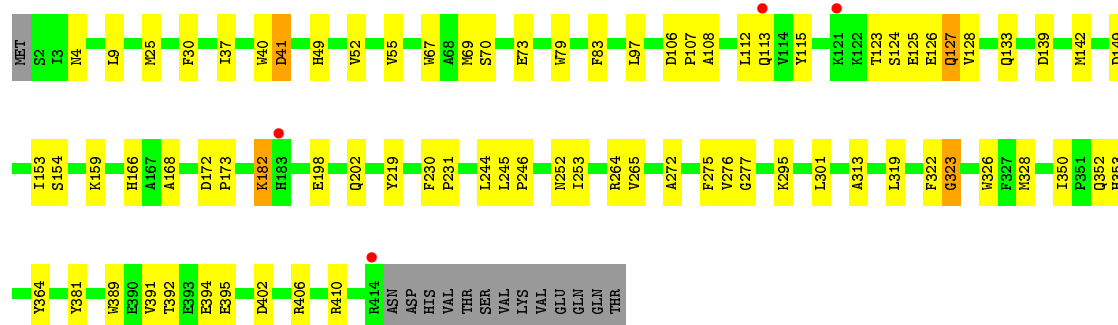 MET S2 I3 N4 L9 M25 F30 I37 W40 D41 H49 V52 V55 W67 A68 M69 S70 E73 W79 F83 L97 D106 P107 A108 L112 Q113 V114 Y115 K121 K122 T123 S124 E125 E126 Q127 V128 Q133 D139 M142
I153 S154 K159 H166 A167 A168 D172 P173 K182 H183 E198 Q202 Y219 F230 P231 L244 L245 P246 N252 I253 R264 V265 A272 F275 V276 G277 K295 L301 A313 L319 F322 G323 W326 F327 M328 I350 P351 Q352
Y364 Y381 W389 E390 V391 T392 E393 E394 E395 D402 R406 R410 R414 ASN ASP HIS VAL THR SER VAL LYS VAL GLU GLN GLN THR